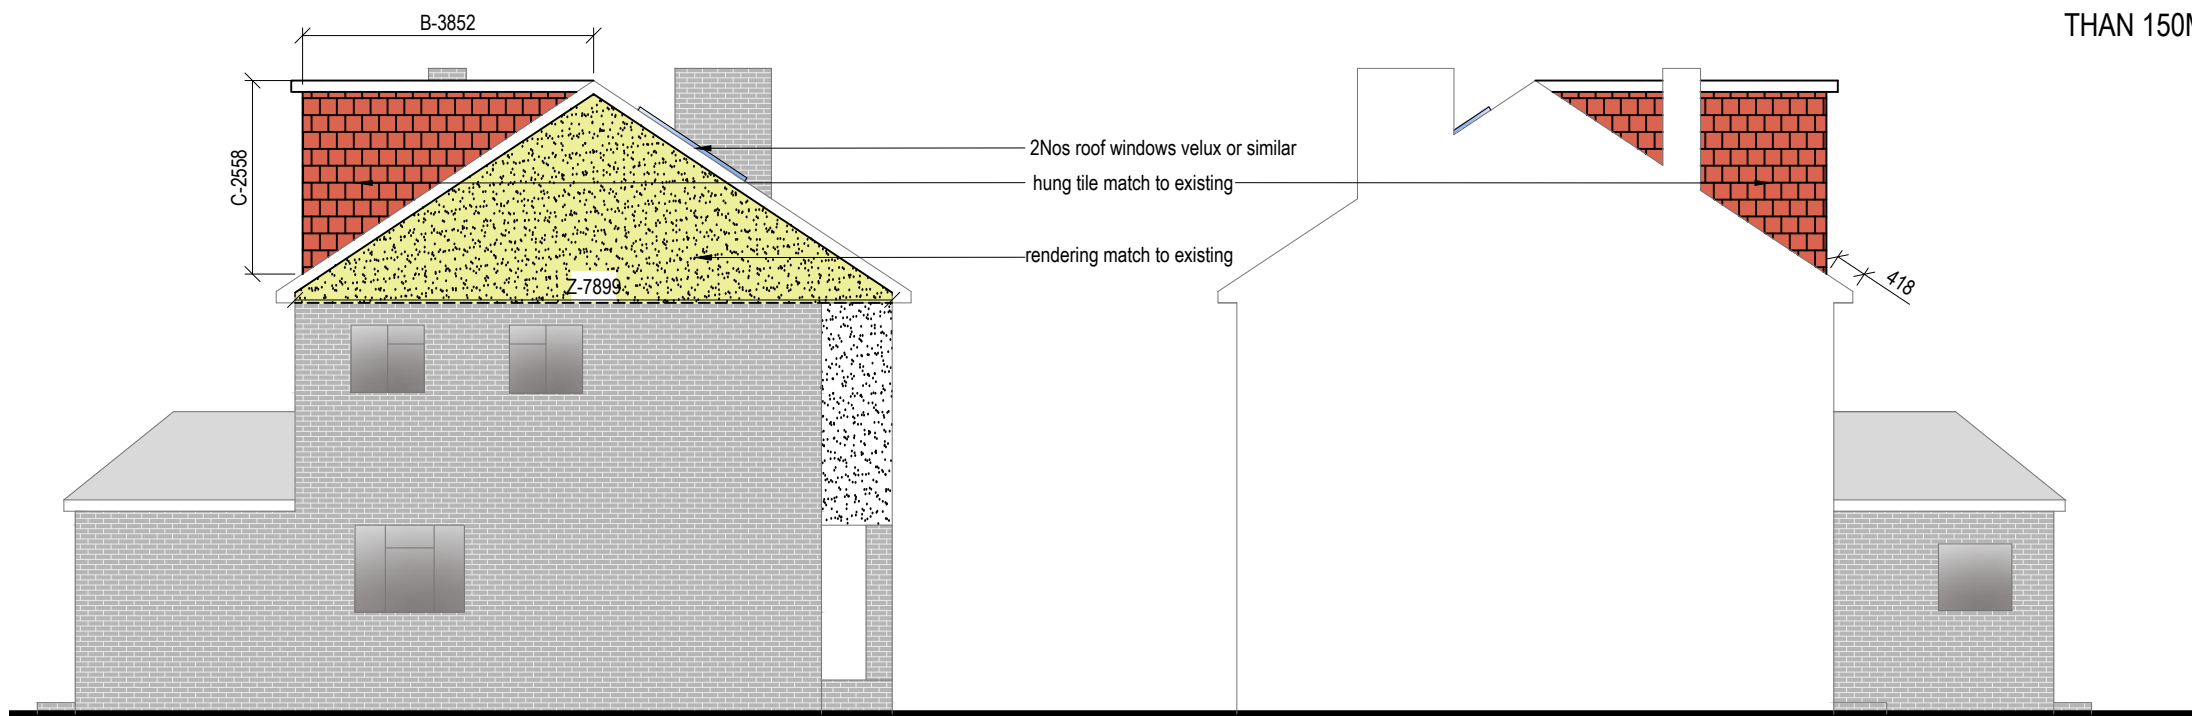 B-3852
THAN 150M
C-2558
2Nos roof windows velux or similar
hung tile match to existing
rendering match to existing
Z-7899
418